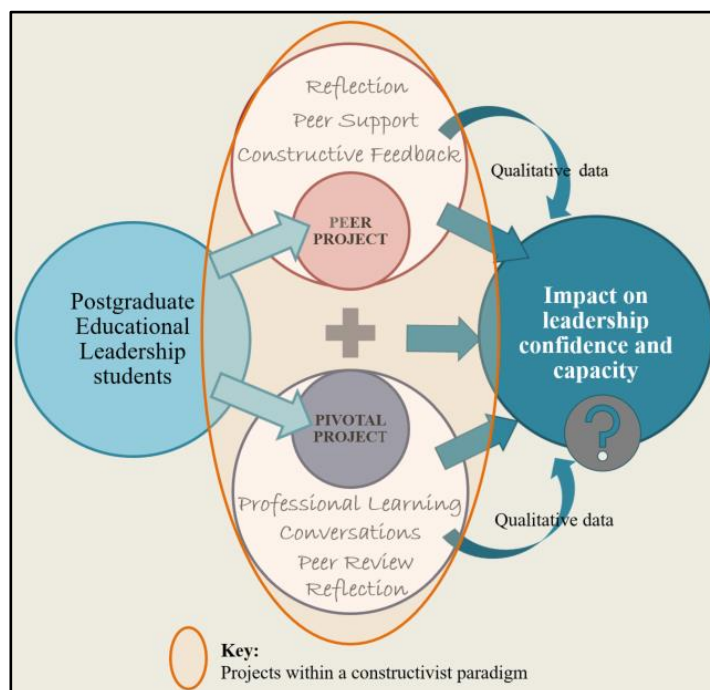 Reflection
Peer Support
Constructive Feedback
PEER
PROJECT
Qualitative data
Postgraduate
Educational
Leadership
students
Impact on
leadership
confidence and
capacity
?
PIVOTAL
PROJECT
Professional Learning
Conversations
Peer Review
Reflection
Qualitative data
Key:
Projects within a constructivist paradigm